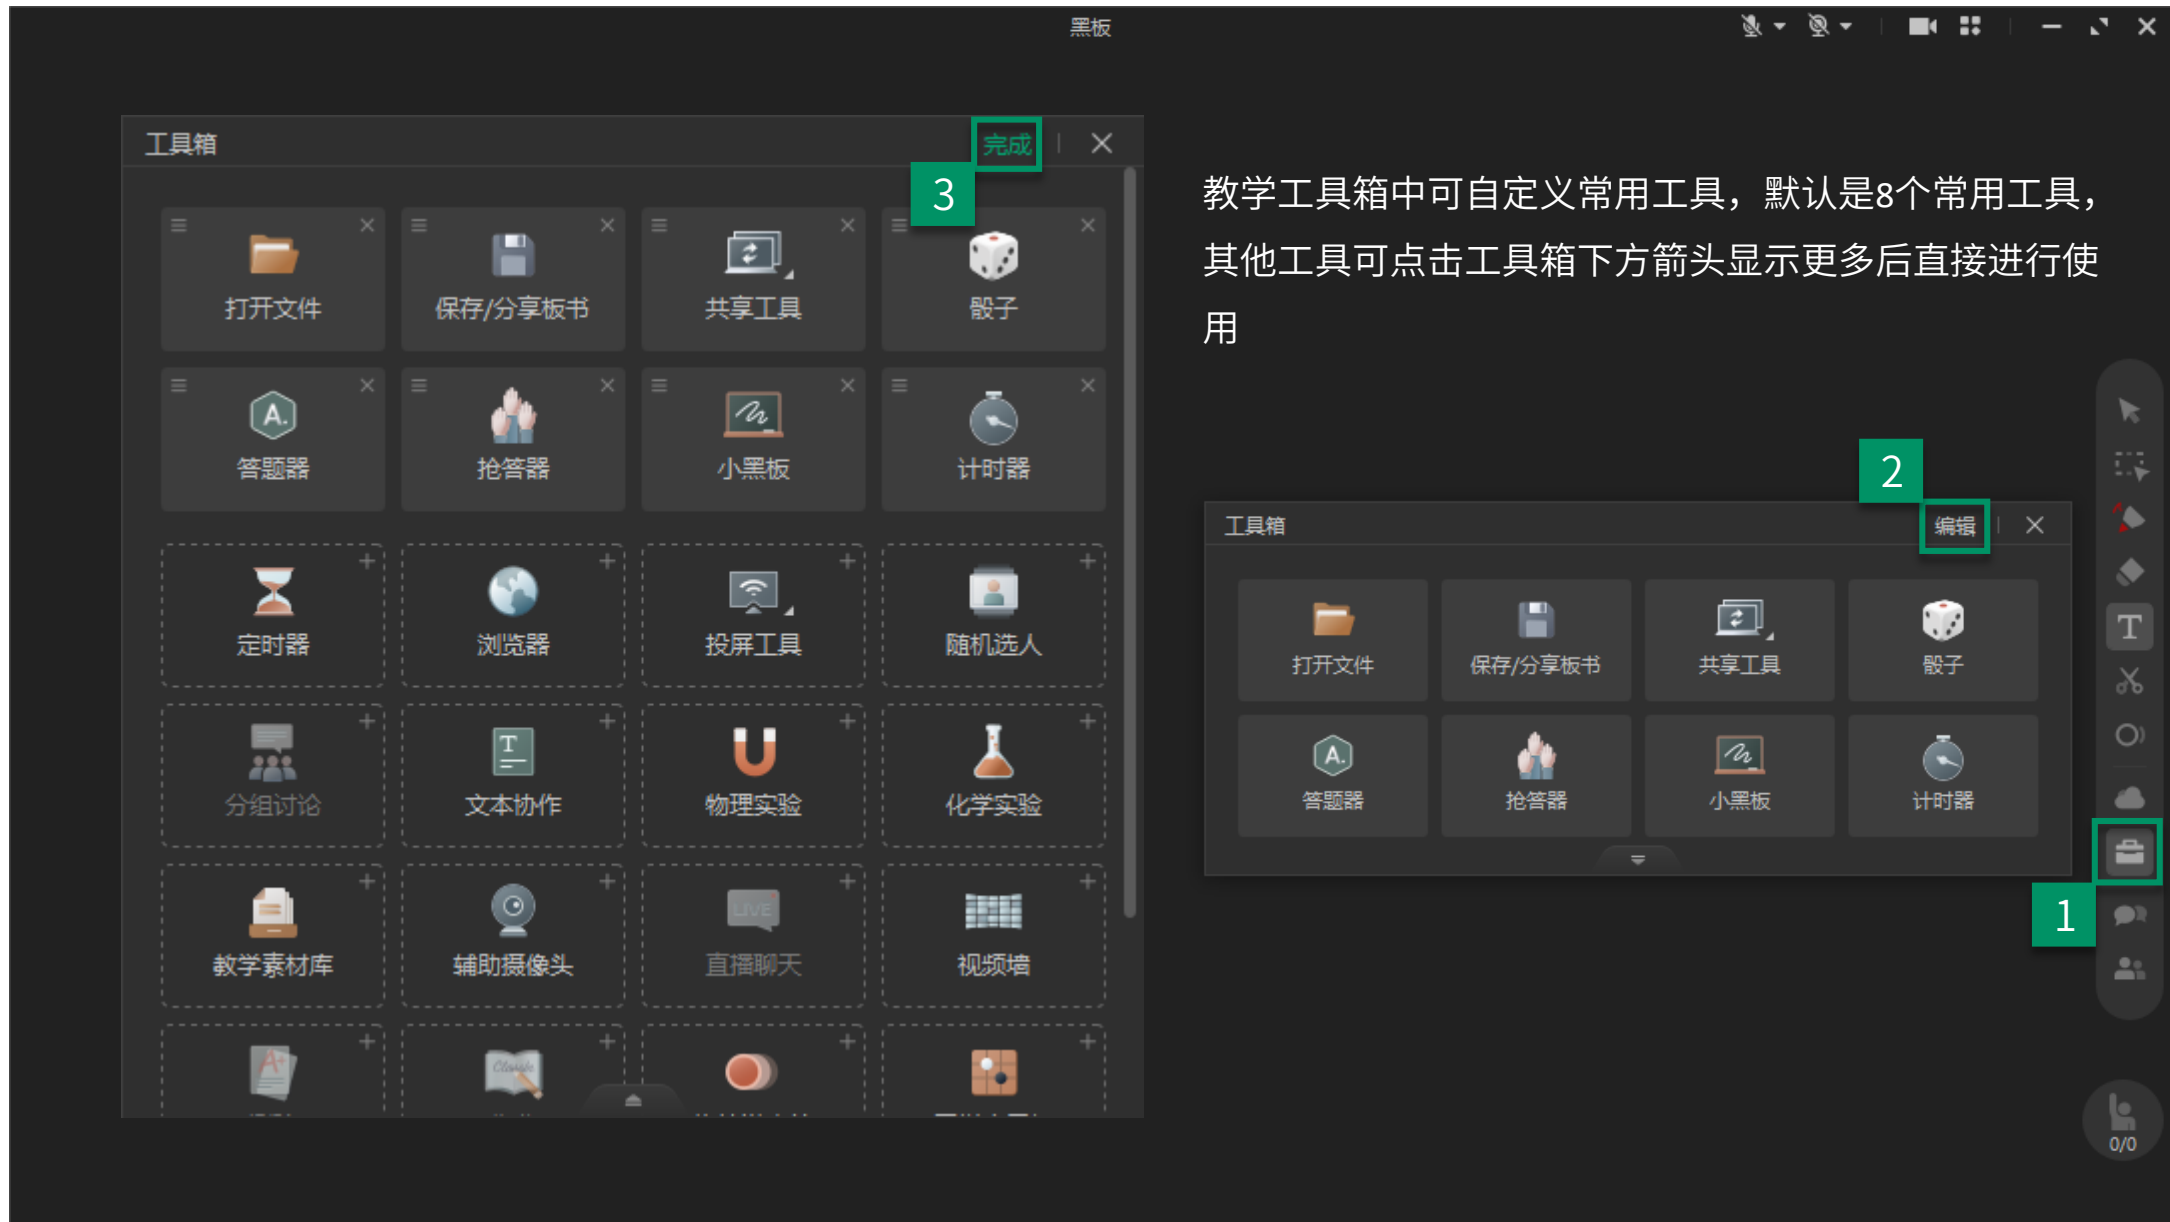 黑板
工具箱
完成
3
打开文件
保存/分享板书
共享工具
骰子
A.
答题器
抢答器
小黑板
计时器
定时器
浏览器
投屏工具
随机选人
分组讨论
T
文本协作
物理实验
化学实验
教学素材库
辅助摄像头
LIVE
直播聊天
视频墙
A+
Classic
教学工具箱中可自定义常用工具，默认是8个常用工具，
其他工具可点击工具箱下方箭头显示更多后直接进行使
用
2
工具箱
编辑
打开文件
保存/分享板书
共享工具
骰子
A.
答题器
抢答器
小黑板
计时器
T
1
0/0